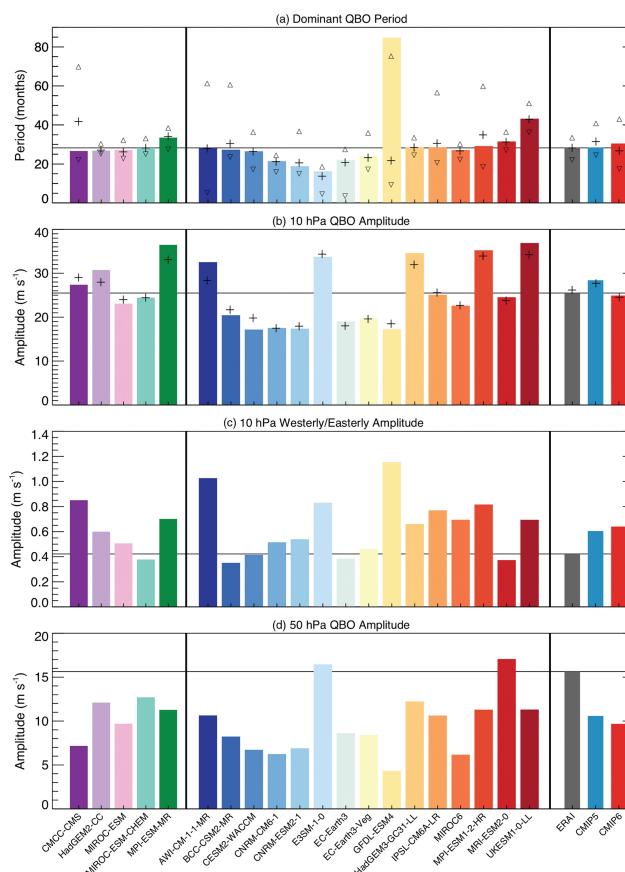 (a) Dominant QBO Period
Period (months)
80
60
40
20
0
(b) 10 hPa QBO Amplitude
Amplitude (m s-1)
40
30
20
10
0
(c) 10 hPa Westerly/Easterly Amplitude
Amplitude (m s-1)
1.4
1.2
1.0
0.8
0.6
0.4
0.2
0.0
(d) 50 hPa QBO Amplitude
Amplitude (m s-1)
20
15
10
5
0
CMCC-CMS
HadGEM2-CC
MIROC-ESM
MIROC-ESM-CHEM
MPI-ESM-MR
AWI-CM-1-1-MR
BCC-CSM2-MR
CESM2-WACCM
CNRM-CM6-1
CNRM-ESM2-1
E3SM-1-0
EC-Earth3
EC-Earth3-Veg
GFDL-ESM4
HadGEM3-GC31-LL
IPSL-CM6A-LR
MIROC6
MPI-ESM1-2-HR
MRI-ESM2-0
UKESM1-0-LL
ERAI
CMIP5
CMIP6